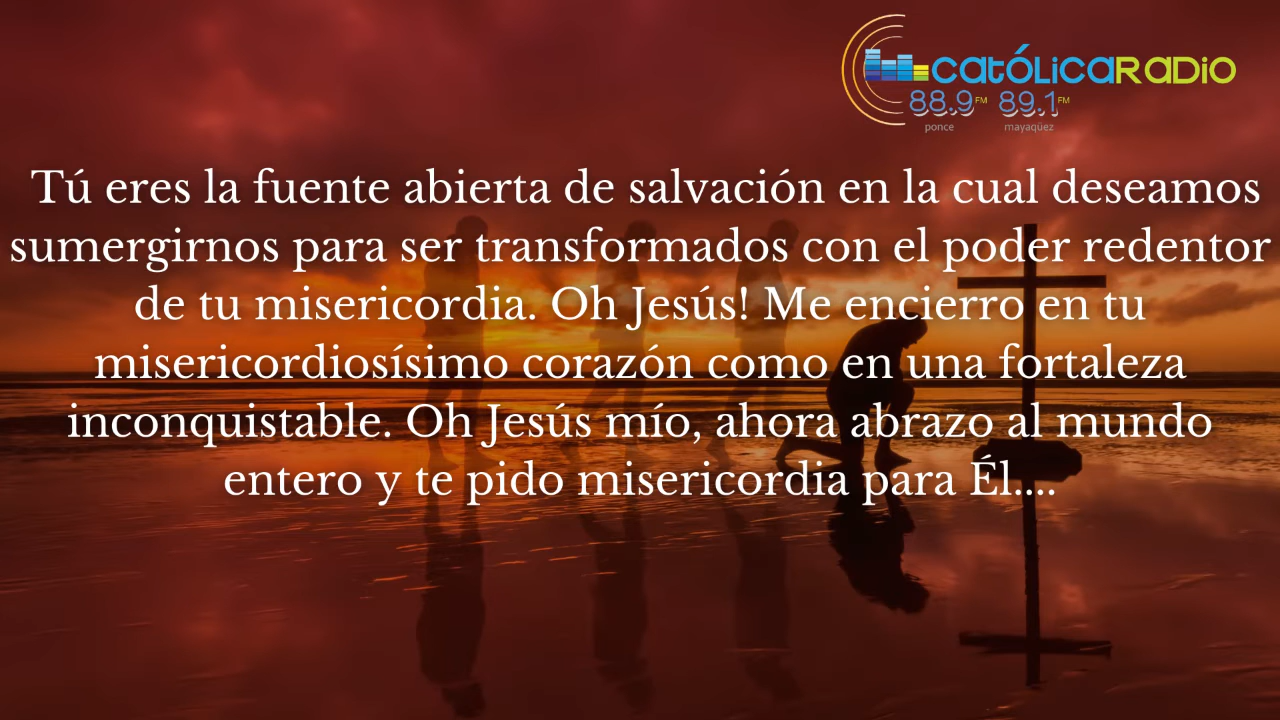 CATÓLICARADIO
88.9 FM 89.1 FM
ponce mayagüez
Tú eres la fuente abierta de salvación en la cual deseamos
sumergirnos para ser transformados con el poder redentor
de tu misericordia. Oh Jesús! Me encierro en tu
misericordiosísimo corazón como en una fortaleza
inconquistable. Oh Jesús mío, ahora abrazo al mundo
entero y te pido misericordia para Él....